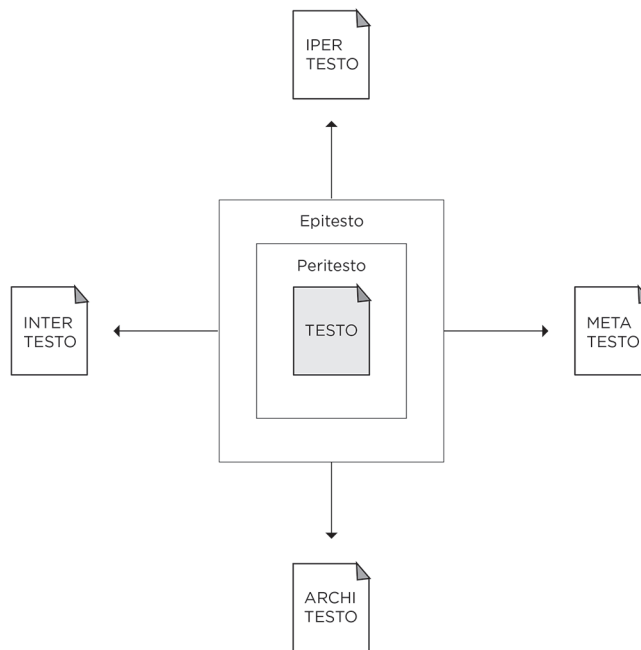 IPER
TESTO
Epitesto
Peritesto
INTER
TESTO
TESTO
META
TESTO
ARCHI
TESTO